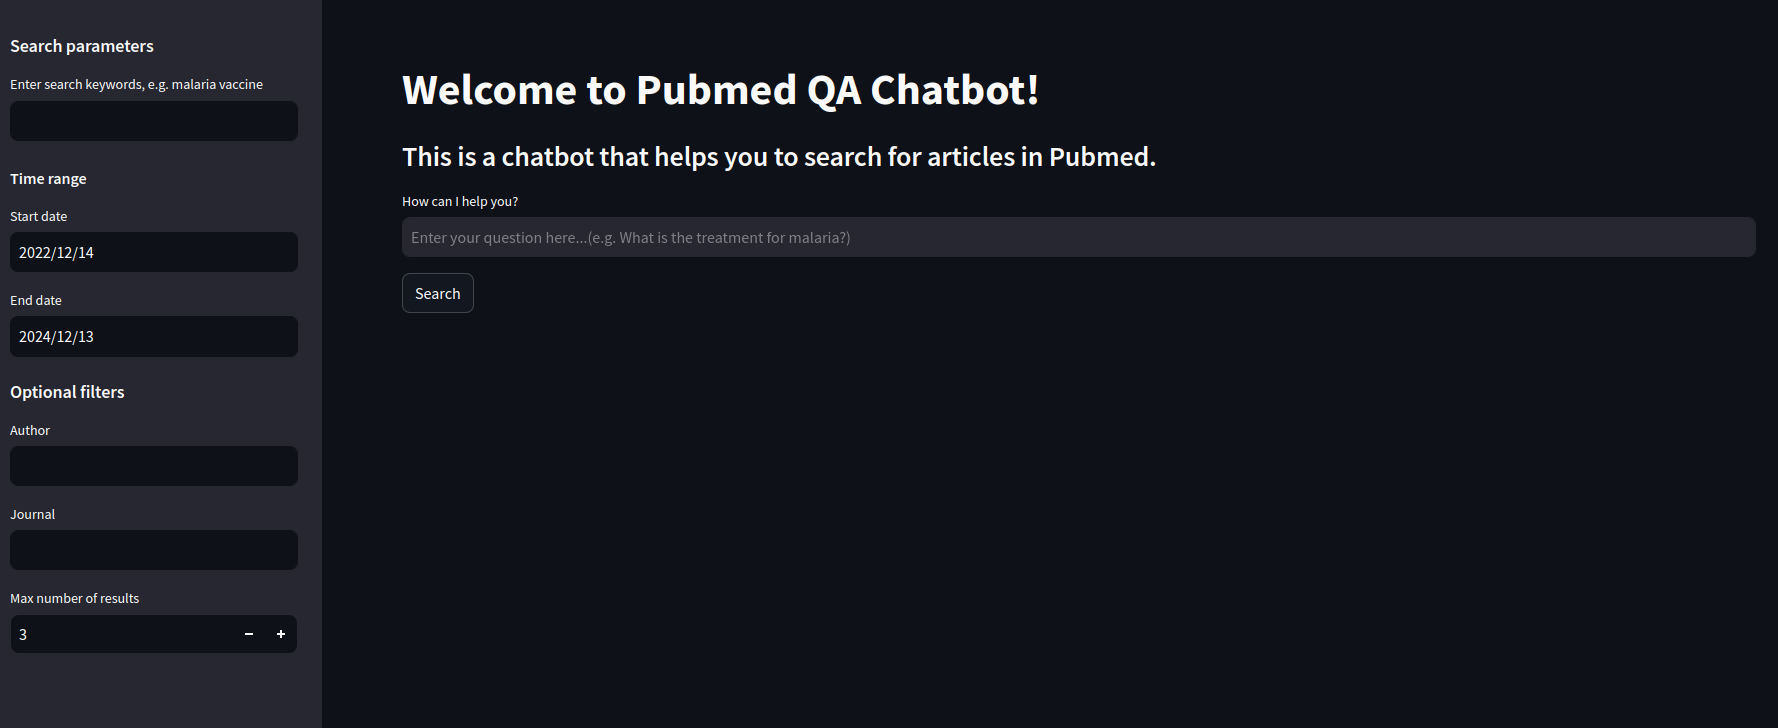 Search parameters
Enter search keywords, e.g. malaria vaccine
Time range
Start date
2022/12/14
End date
2024/12/13
Optional filters
Author
Journal
Max number of results
3 − +
Welcome to Pubmed QA Chatbot!
This is a chatbot that helps you to search for articles in Pubmed.
How can I help you?
Enter your question here...(e.g. What is the treatment for malaria?)
Search